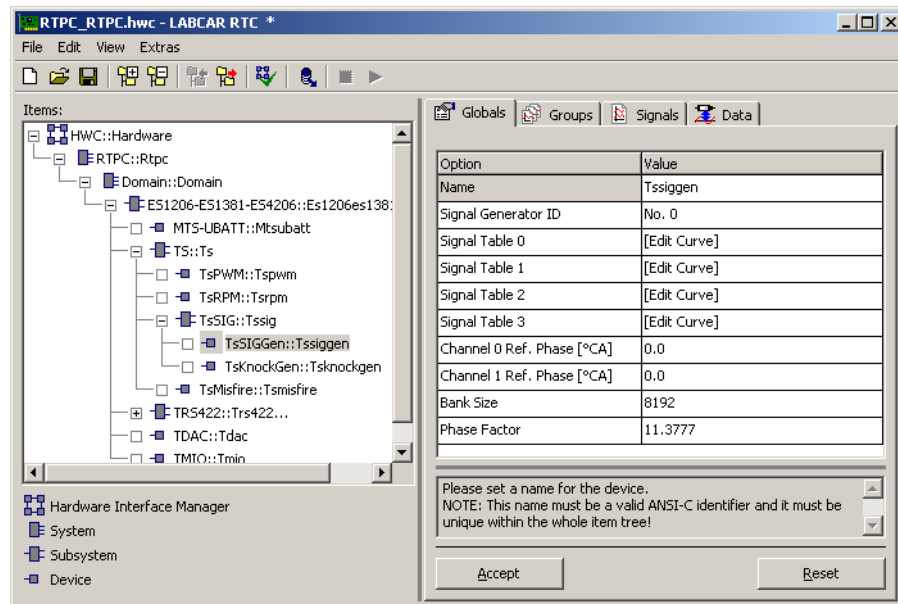 RTPC_RTPC.hwc - LABCAR RTC *
File Edit View Extras
Items:
HWC::Hardware
RTPC::Rtpc
Domain::Domain
ES1206-ES1381-ES4206::Es1206es138
MTS-UBATT::Mtsubatt
TS::Ts
TsPWM::Tspwm
TsRPM::Tsrpm
TsSIG::Tssig
TsSIGGen::Tssiggen
TsKnockGen::Tsknockgen
TsMisfire::Tsmisfire
TRS422::Trs422...
TDAC::Tdac
TMIO::Tmio
Hardware Interface Manager
System
Subsystem
Device
Globals Groups Signals Data
Option Value
Name Tssiggen
Signal Generator ID No. 0
Signal Table 0 [Edit Curve]
Signal Table 1 [Edit Curve]
Signal Table 2 [Edit Curve]
Signal Table 3 [Edit Curve]
Channel 0 Ref. Phase [°CA] 0.0
Channel 1 Ref. Phase [°CA] 0.0
Bank Size 8192
Phase Factor 11.3777
Please set a name for the device.
NOTE: This name must be a valid ANSI-C identifier and it must be
unique within the whole item tree!
Accept Reset